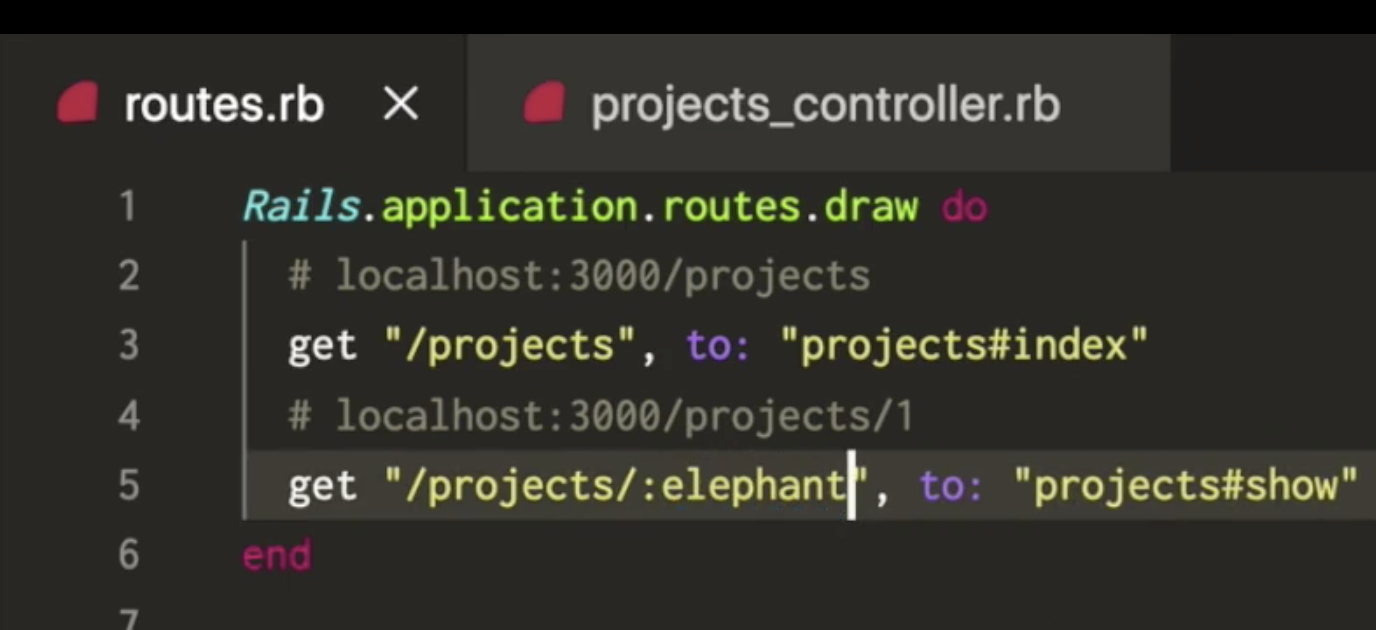 routes.rb × projects_controller.rb
1 Rails.application.routes.draw do
2 # localhost:3000/projects
3 get "/projects", to: "projects#index"
4 # localhost:3000/projects/1
5 get "/projects/:elephant", to: "projects#show"
6 end
7